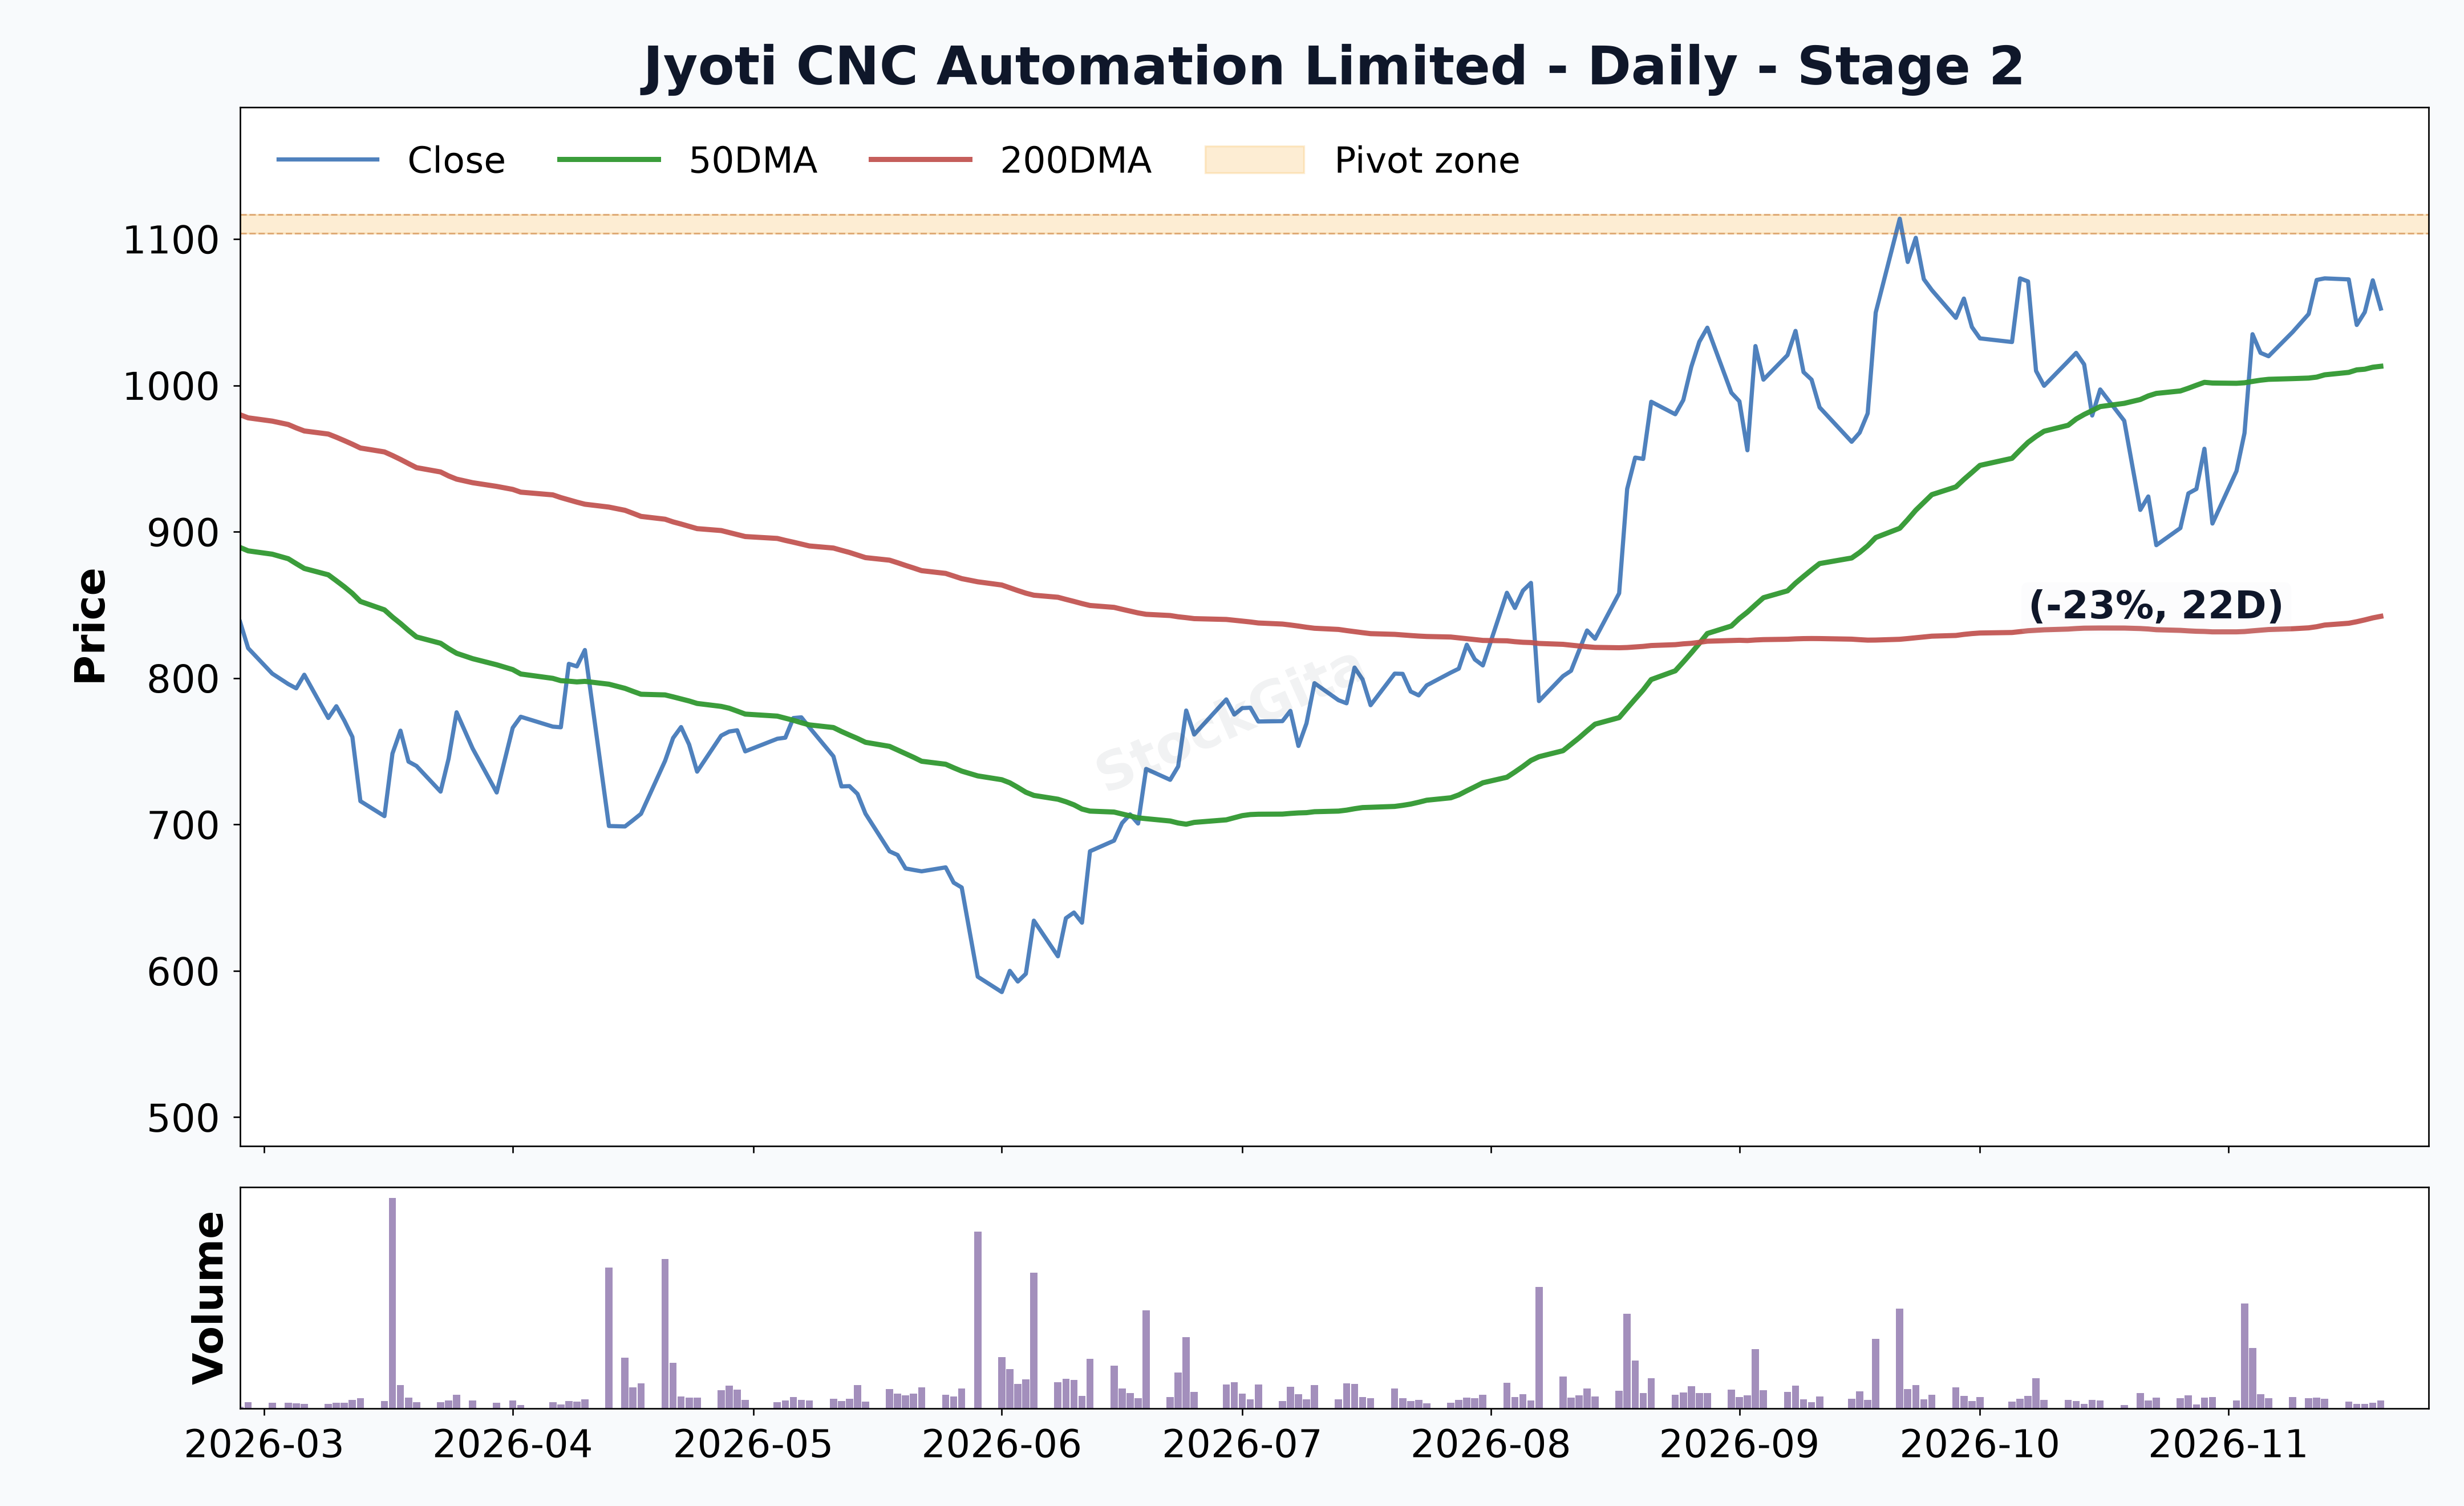 Jyoti CNC Automation Limited - Daily - Stage 2
Close 50DMA 200DMA Pivot zone
1100
1000
900
800
700
600
500
Price
(-23%, 22D)
StockGita
Volume
2026-03 2026-04 2026-05 2026-06 2026-07 2026-08 2026-09 2026-10 2026-11